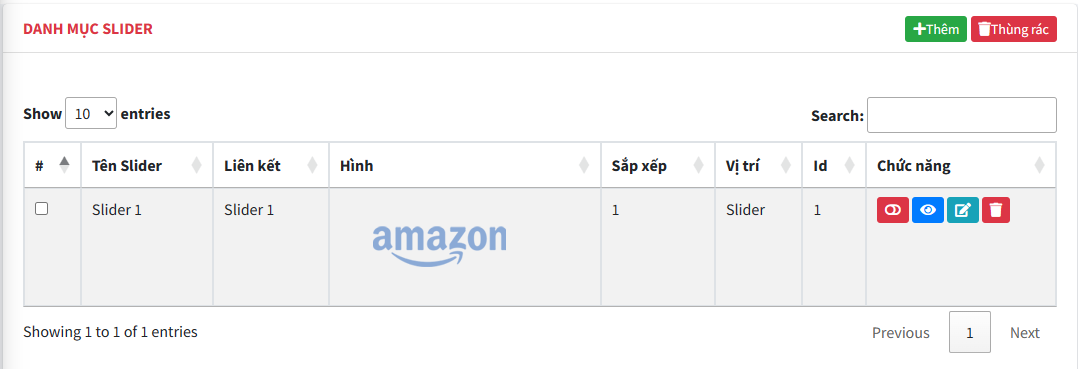 DANH MỤC SLIDER
Thêm Thùng rác
Show 10 entries
Search:
# Tên Slider Liên kết Hình Sắp xếp Vị trí Id Chức năng
Slider 1 Slider 1 amazon 1 Slider 1
Showing 1 to 1 of 1 entries
Previous 1 Next